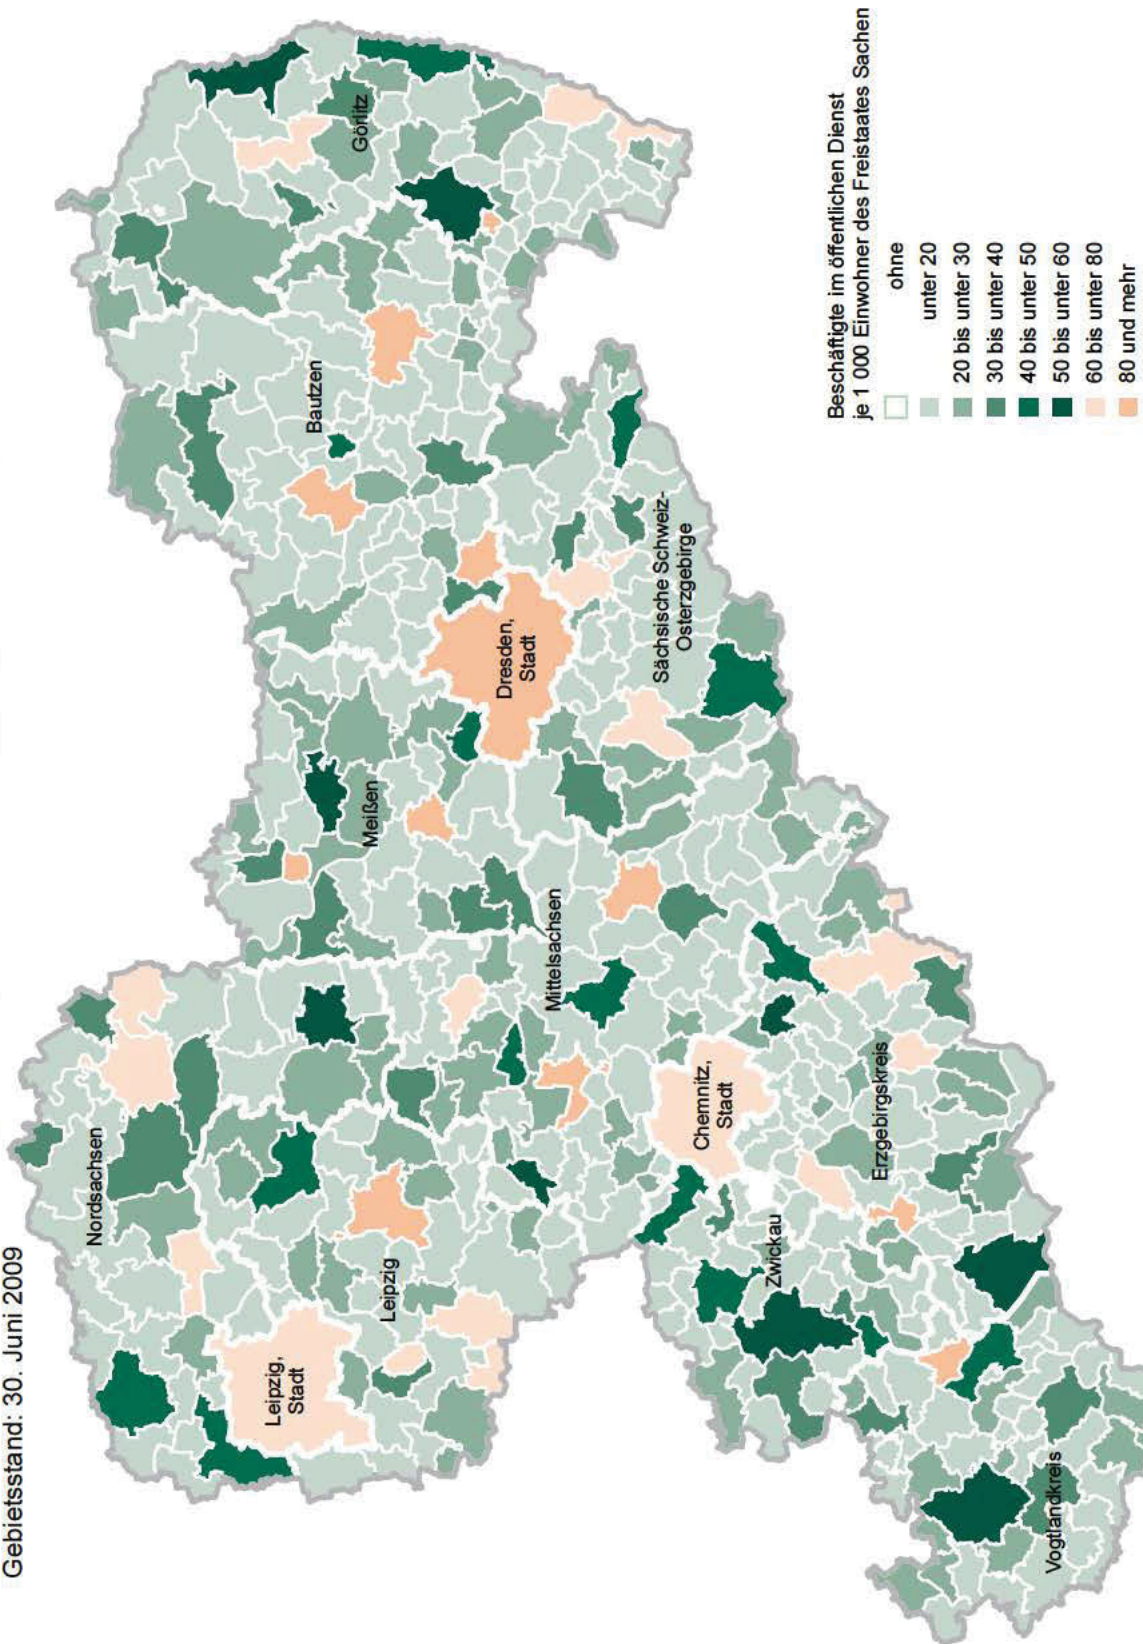 Gebietsstand: 30. Juni 2009
Nordsachsen
Leipzig,
Stadt
Leipzig
Meißen
Bautzen
Görlitz
Dresden,
Stadt
Mittelsachsen
Sächsische Schweiz-
Osterzgebirge
Chemnitz,
Stadt
Zwickau
Erzgebirgskreis
Vogtlandkreis
Beschäftigte im öffentlichen Dienst
je 1 000 Einwohner des Freistaates Sachen
ohne
unter 20
20 bis unter 30
30 bis unter 40
40 bis unter 50
50 bis unter 60
60 bis unter 80
80 und mehr